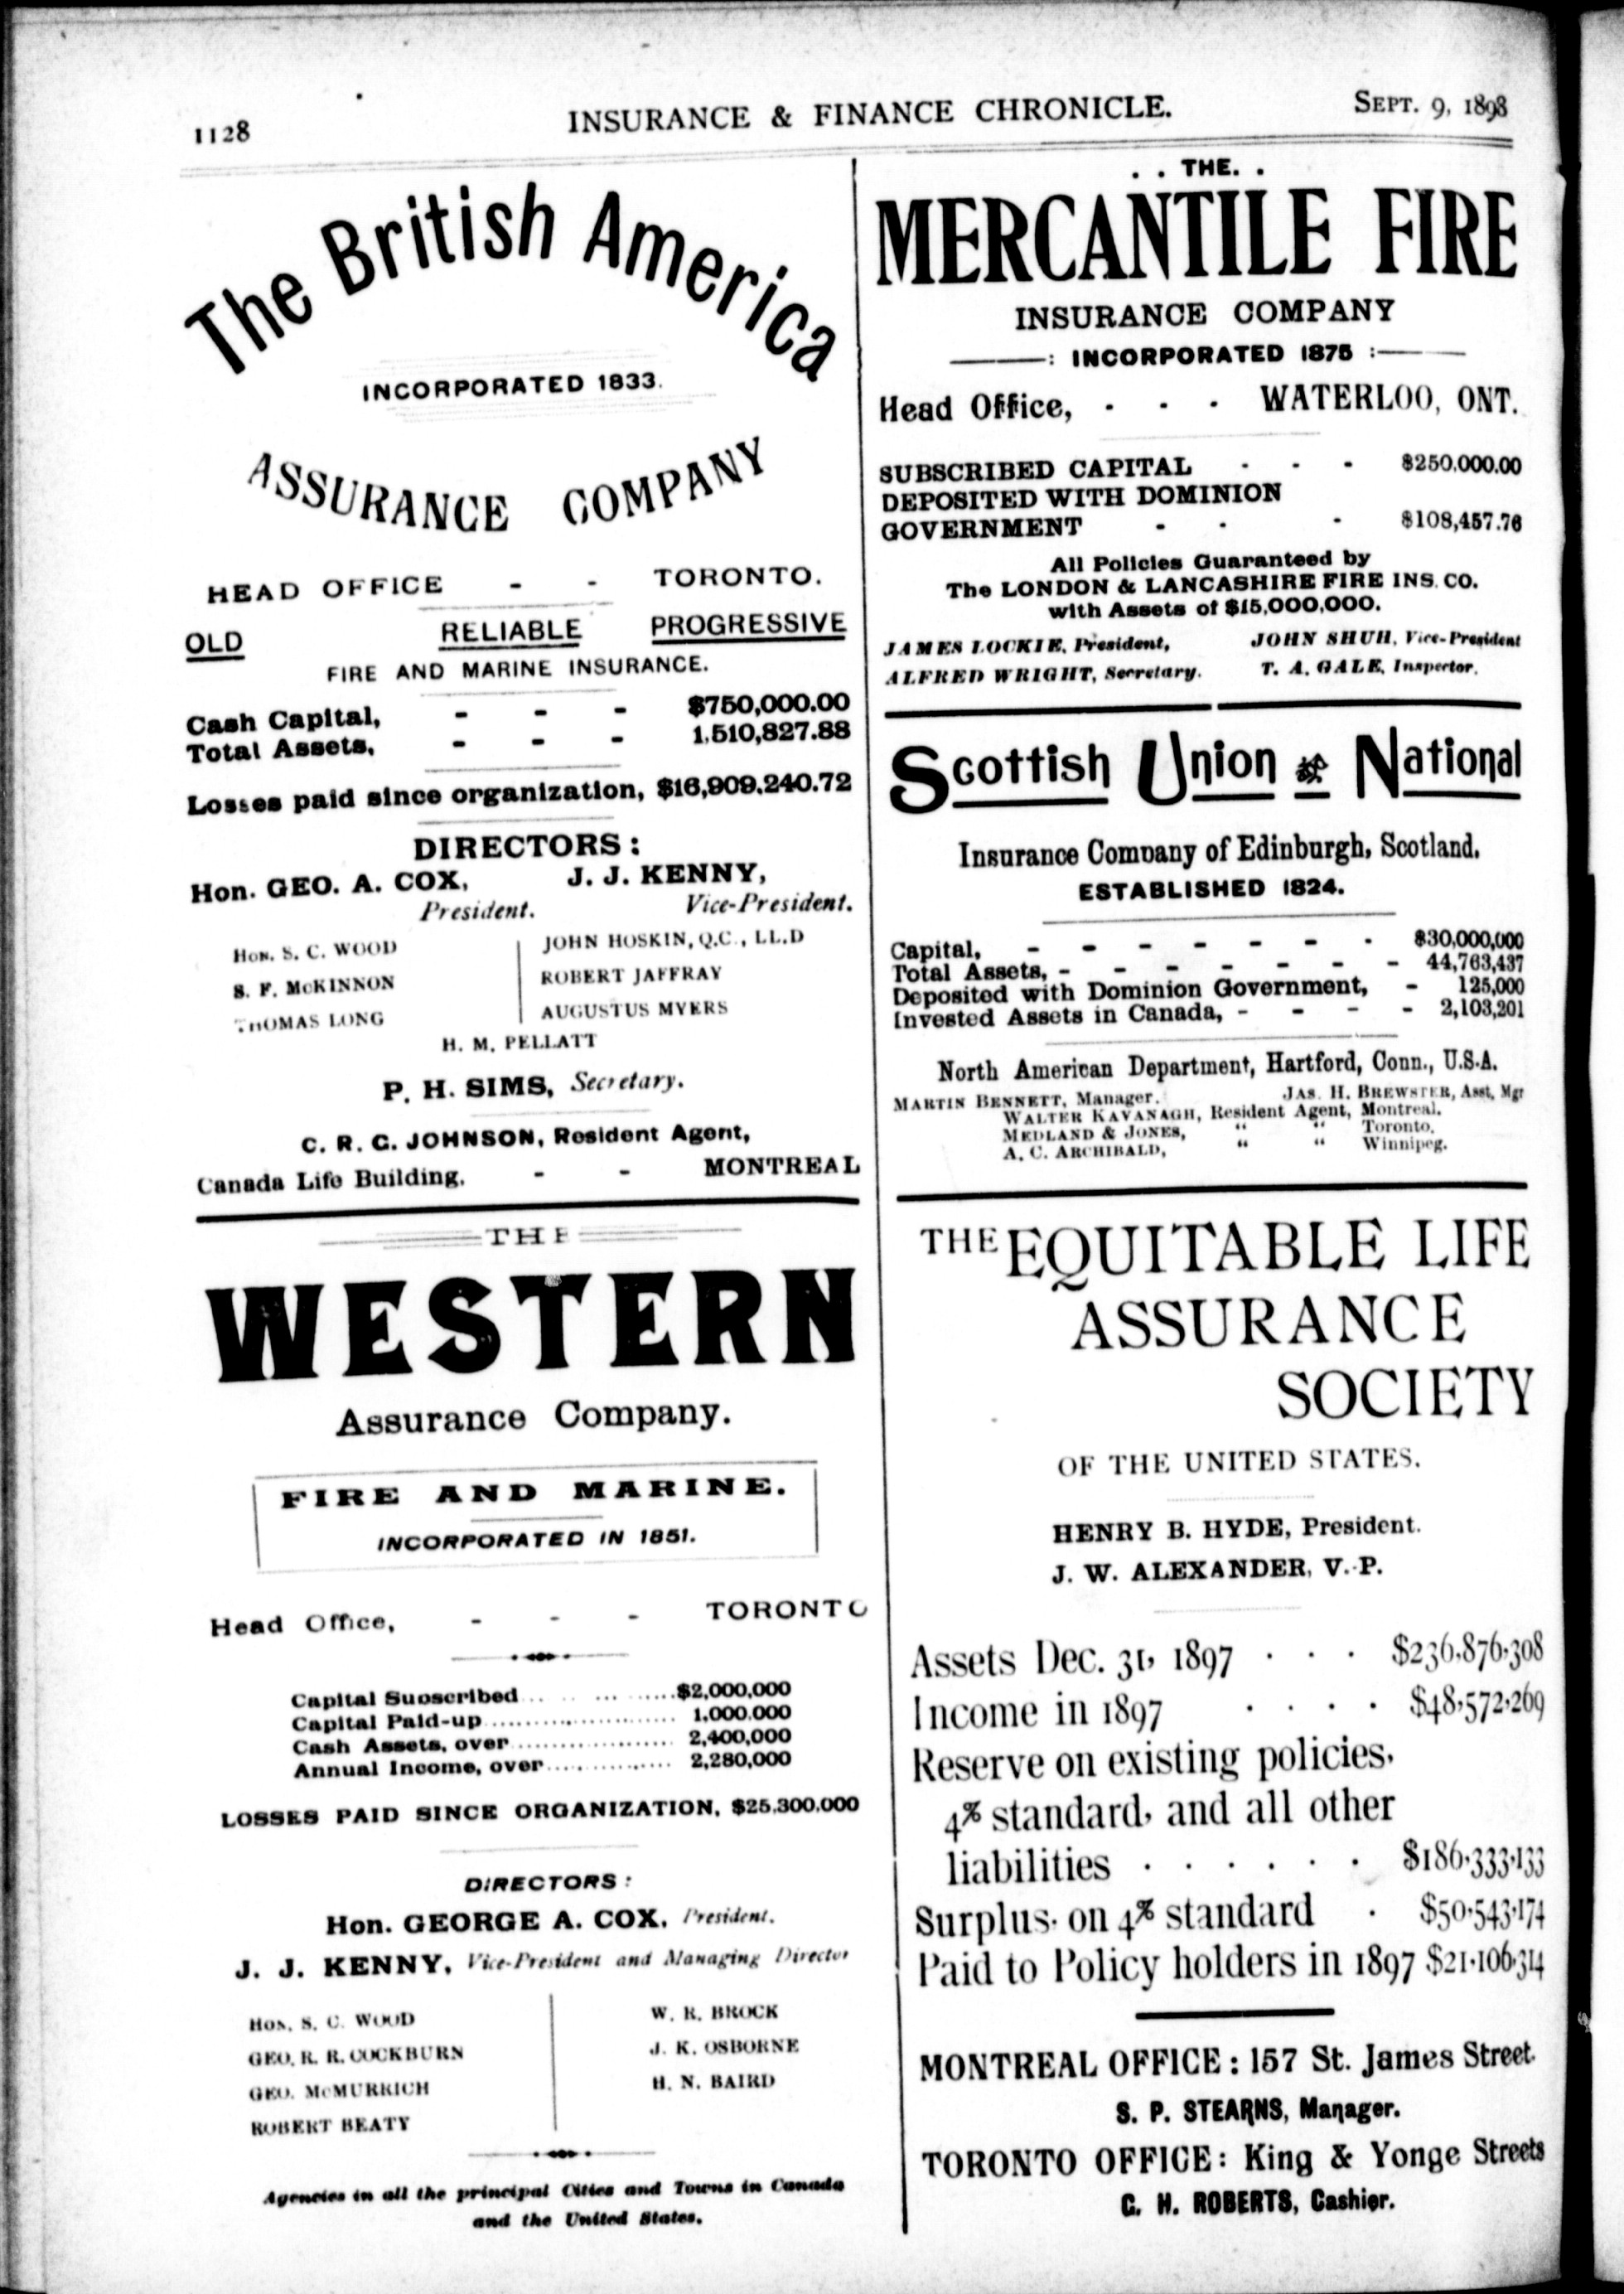 1128
INSURANCE & FINANCE CHRONICLE.
SEPT. 9, 1898
The British America
INCORPORATED 1833.
ASSURANCE COMPANY
HEAD OFFICE - - TORONTO.
OLD RELIABLE PROGRESSIVE
FIRE AND MARINE INSURANCE.
Cash Capital, - - - $750,000.00
Total Assets, - - - 1,510,827.88
Losses paid since organization, $16,909,240.72
DIRECTORS:
Hon. GEO. A. COX, J. J. KENNY,
President. Vice-President.
HON. S. C. WOOD JOHN HOSKIN, Q.C., LL.D
S. F. McKINNON ROBERT JAFFRAY
THOMAS LONG AUGUSTUS MYERS
H. M. PELLATT
P. H. SIMS, Secretary.
C. R. G. JOHNSON, Resident Agent,
Canada Life Building, - - MONTREAL
THE
WESTERN
Assurance Company.
FIRE AND MARINE.
INCORPORATED IN 1851.
Head Office, - - - TORONTO
Capital Subscribed $2,000,000
Capital Paid-up 1,000,000
Cash Assets, over 2,400,000
Annual Income, over 2,280,000
LOSSES PAID SINCE ORGANIZATION, $25,300,000
DIRECTORS:
Hon. GEORGE A. COX, President.
J. J. KENNY, Vice-President and Managing Director
HON. S. C. WOOD W. R. BROCK
GEO. R. R. COCKBURN J. K. OSBORNE
GEO. McMURRICH H. N. BAIRD
ROBERT BEATY
Agencies in all the principal Cities and Towns in Canada
and the United States.
. . THE. .
MERCANTILE FIRE
INSURANCE COMPANY
: INCORPORATED 1875 :
Head Office, - - - WATERLOO, ONT.
SUBSCRIBED CAPITAL - - - $250,000.00
DEPOSITED WITH DOMINION
GOVERNMENT - - - $108,457.76
All Policies Guaranteed by
The LONDON & LANCASHIRE FIRE INS. CO.
with Assets of $15,000,000.
JAMES LOCKIE, President, JOHN SHUH, Vice-President
ALFRED WRIGHT, Secretary. T. A. GALE, Inspector.
Scottish Union & National
Insurance Company of Edinburgh, Scotland.
ESTABLISHED 1824.
Capital, - - - - - - - $30,000,000
Total Assets, - - - - - - - 44,763,437
Deposited with Dominion Government, - 125,000
Invested Assets in Canada, - - - - 2,103,201
North American Department, Hartford, Conn., U.S.A.
MARTIN BENNETT, Manager. JAS. H. BREWSTER, Asst. Mgr
WALTER KAVANAGH, Resident Agent, Montreal.
MEDLAND & JONES, " " Toronto.
A. C. ARCHIBALD, " " Winnipeg.
THE EQUITABLE LIFE
ASSURANCE
SOCIETY
OF THE UNITED STATES.
HENRY B. HYDE, President.
J. W. ALEXANDER, V.-P.
Assets Dec. 31, 1897 . . . $236,876,308
Income in 1897 . . . . $48,572,269
Reserve on existing policies,
4% standard, and all other
liabilities . . . . . . $186,333,133
Surplus, on 4% standard . $50,543,174
Paid to Policy holders in 1897 $21,106,314
MONTREAL OFFICE: 157 St. James Street.
S. P. STEARNS, Manager.
TORONTO OFFICE: King & Yonge Streets
C. H. ROBERTS, Cashier.